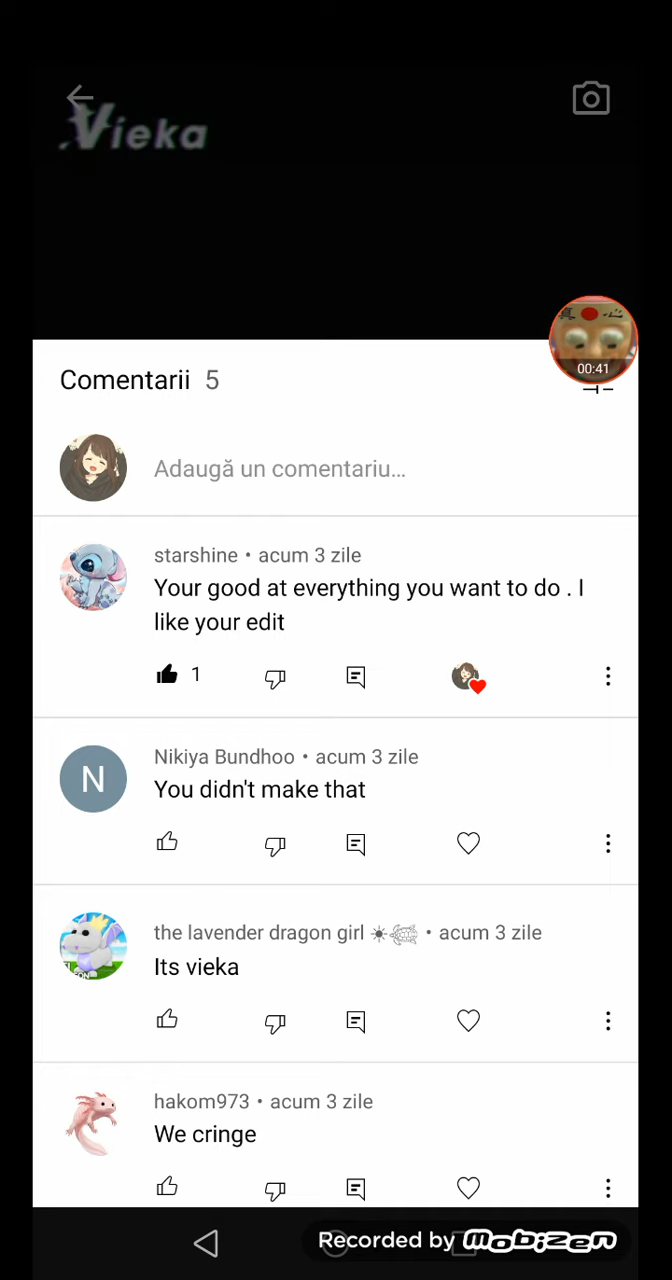 Vieka
真 心
00:41
Comentarii 5
Adaugă un comentariu...
starshine • acum 3 zile
Your good at everything you want to do . I
like your edit
1
N
Nikiya Bundhoo • acum 3 zile
You didn't make that
the lavender dragon girl ☀🐢 • acum 3 zile
Its vieka
hakom973 • acum 3 zile
We cringe
Recorded by mobizen